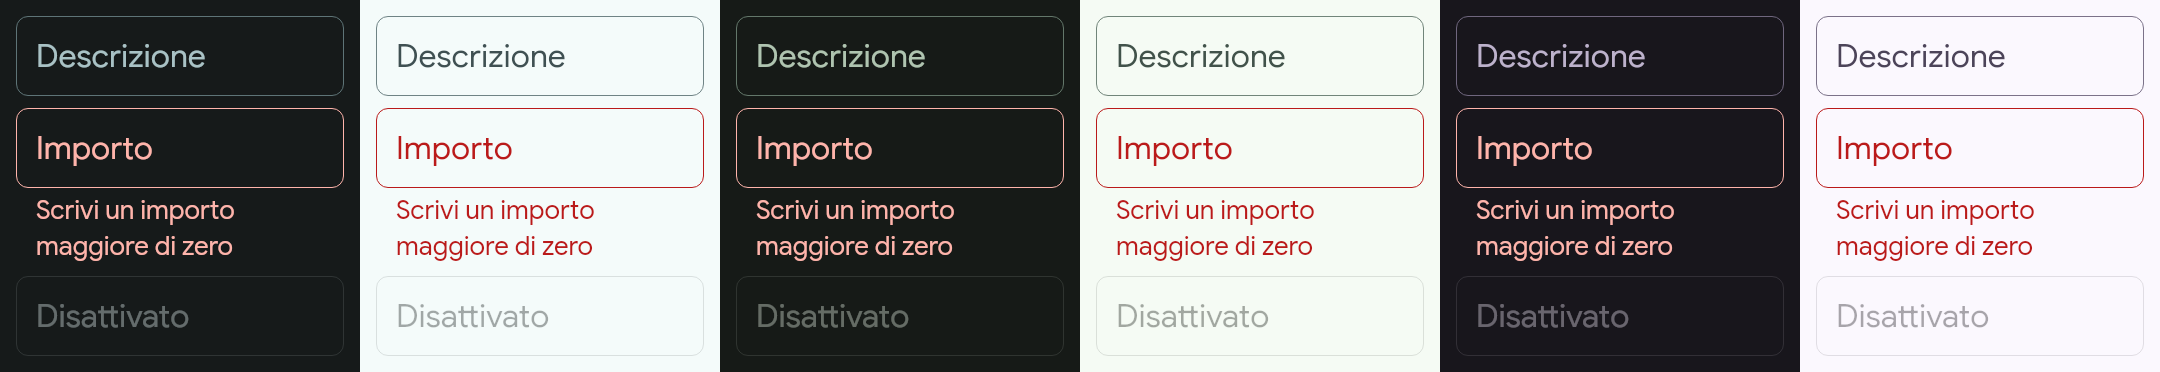 Descrizione
Importo
Scrivi un importo
maggiore di zero
Disattivato
Descrizione
Importo
Scrivi un importo
maggiore di zero
Disattivato
Descrizione
Importo
Scrivi un importo
maggiore di zero
Disattivato
Descrizione
Importo
Scrivi un importo
maggiore di zero
Disattivato
Descrizione
Importo
Scrivi un importo
maggiore di zero
Disattivato
Descrizione
Importo
Scrivi un importo
maggiore di zero
Disattivato